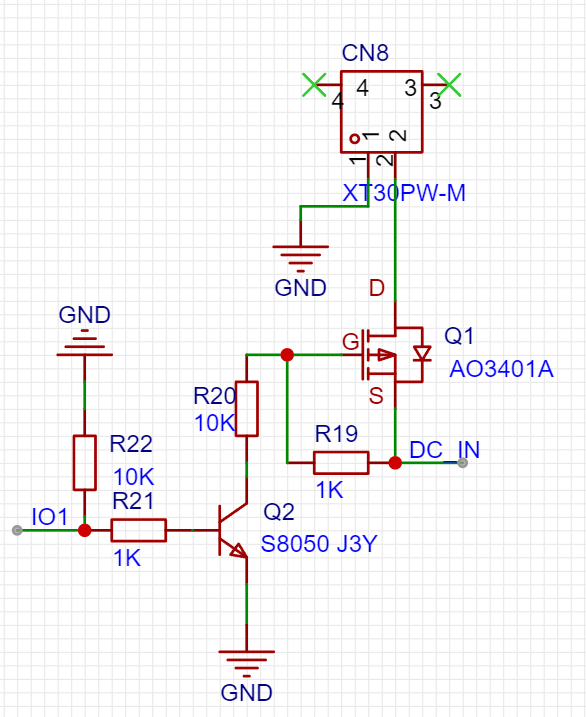 CN8
4
3
4
3
1
2
1
2
XT30PW-M
GND
D
GND
Q1
G
AO3401A
S
R20
10K
R19
DC_IN
R22
1K
10K
R21
IO1
Q2
1K
S8050 J3Y
GND